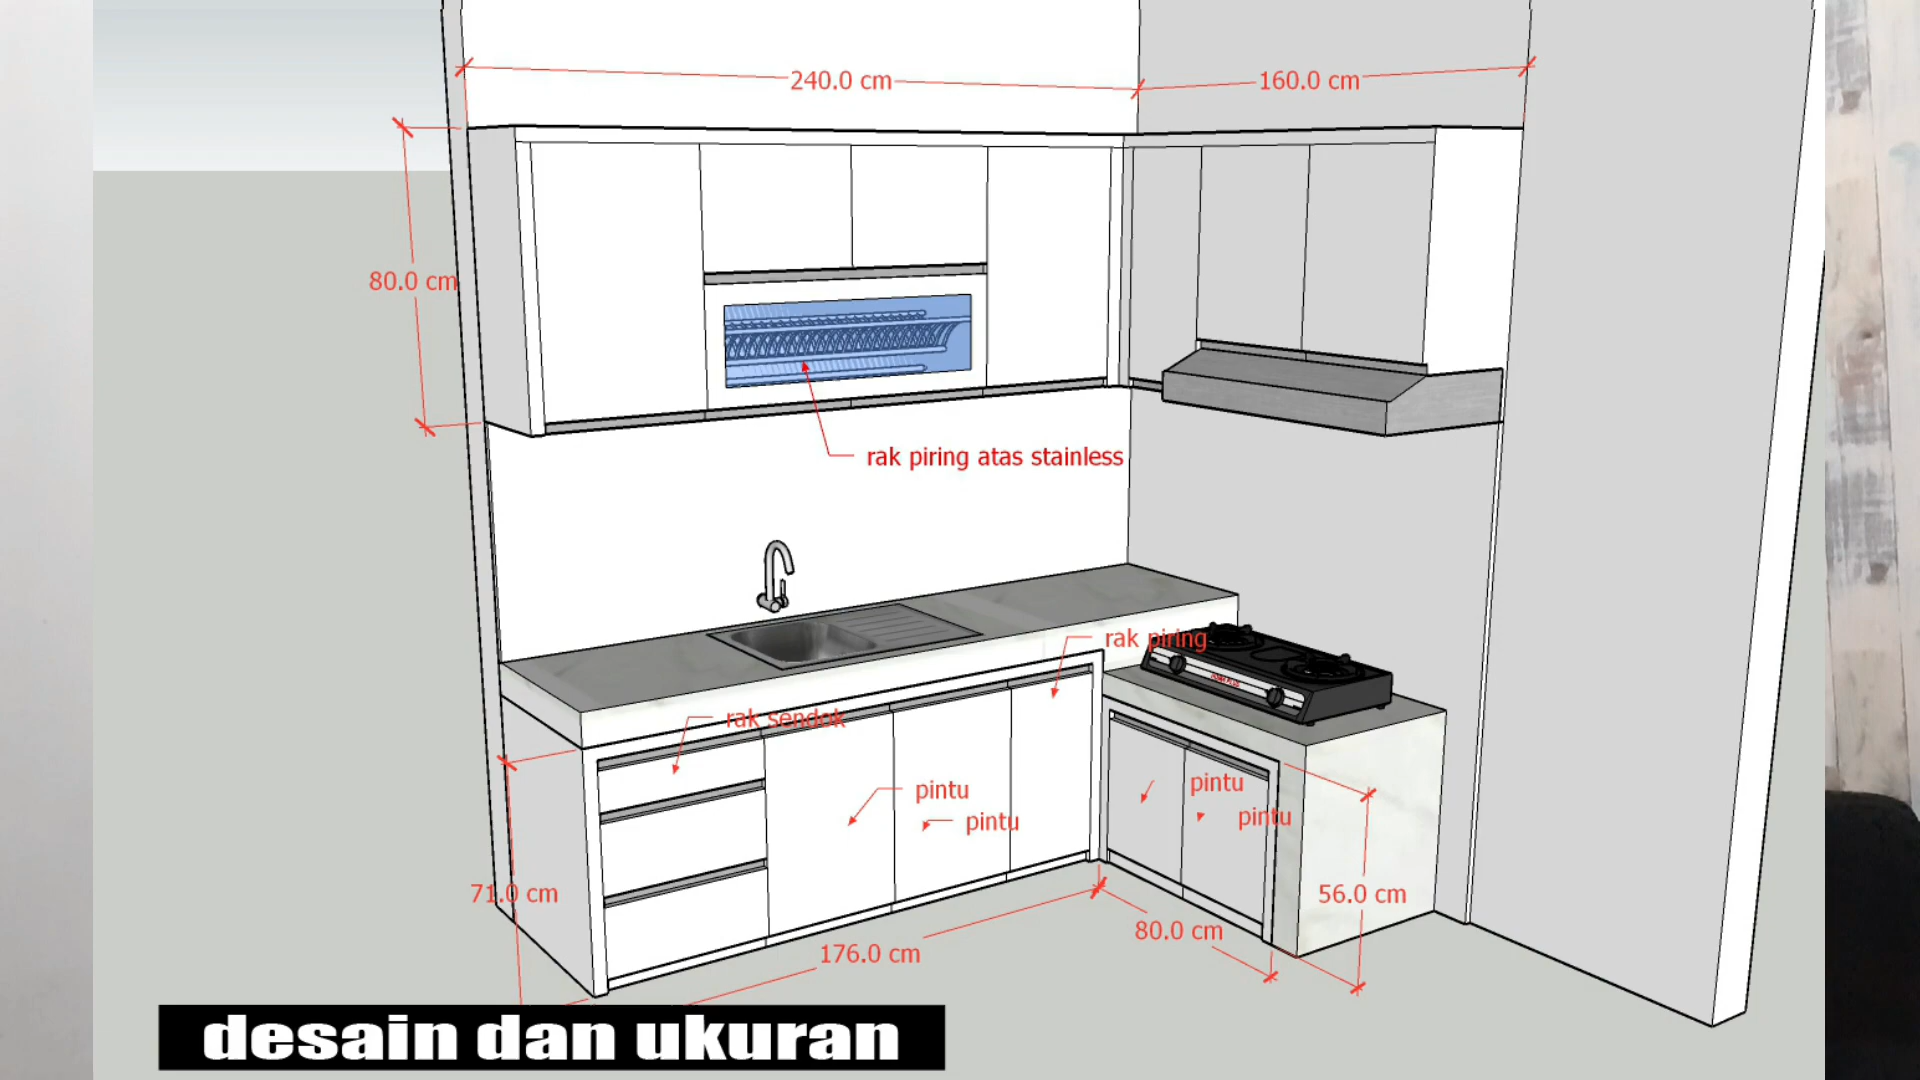 240.0 cm
160.0 cm
80.0 cm
rak piring atas stainless
rak piring
rak sendok
pintu
pintu
pintu
pintu
71.0 cm
56.0 cm
80.0 cm
176.0 cm
desain dan ukuran